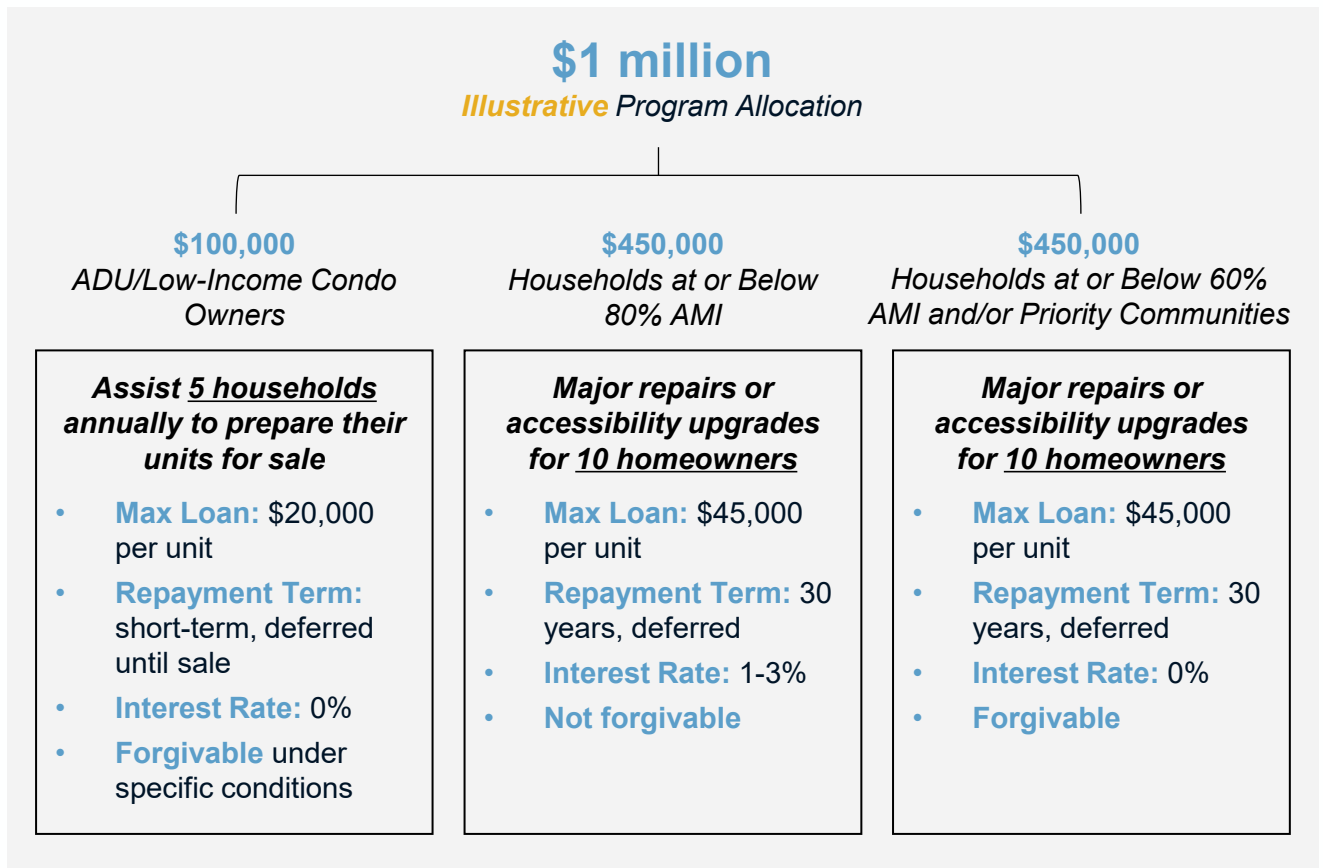 $1 million
Illustrative Program Allocation
$100,000
ADU/Low-Income Condo
Owners
Assist 5 households
annually to prepare their
units for sale
• Max Loan: $20,000
per unit
• Repayment Term:
short-term, deferred
until sale
• Interest Rate: 0%
• Forgivable under
specific conditions
$450,000
Households at or Below
80% AMI
Major repairs or
accessibility upgrades
for 10 homeowners
• Max Loan: $45,000
per unit
• Repayment Term: 30
years, deferred
• Interest Rate: 1-3%
• Not forgivable
$450,000
Households at or Below 60%
AMI and/or Priority Communities
Major repairs or
accessibility upgrades
for 10 homeowners
• Max Loan: $45,000
per unit
• Repayment Term: 30
years, deferred
• Interest Rate: 0%
• Forgivable